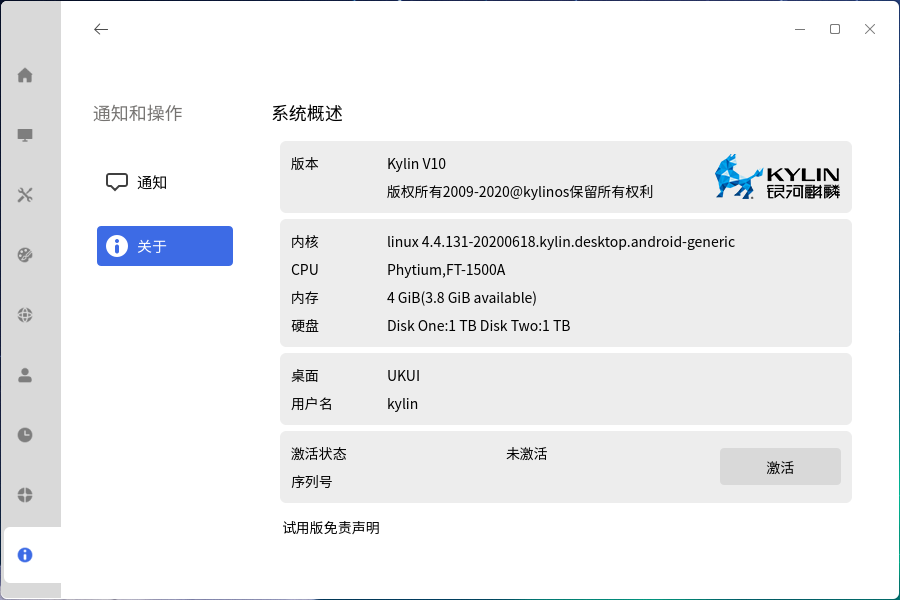 通知和操作
系统概述
通知
关于
版本 Kylin V10
版权所有2009-2020@kylinos保留所有权利
KYLIN
银河麒麟
内核 linux 4.4.131-20200618.kylin.desktop.android-generic
CPU Phytium,FT-1500A
内存 4 GiB(3.8 GiB available)
硬盘 Disk One:1 TB Disk Two:1 TB
桌面 UKUI
用户名 kylin
激活状态 未激活
激活
序列号
试用版免责声明